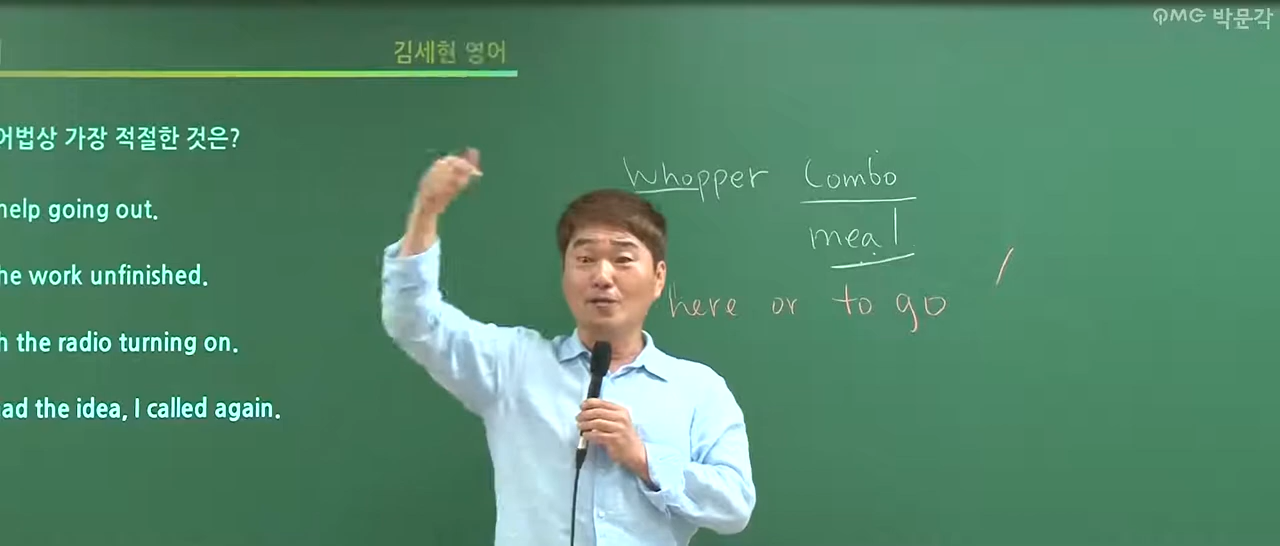 PMG 박문각
김세현 영어
어법상 가장 적절한 것은?
help going out.
he work unfinished.
the radio turning on.
ad the idea, I called again.
Whopper Combo
meal
here or to go